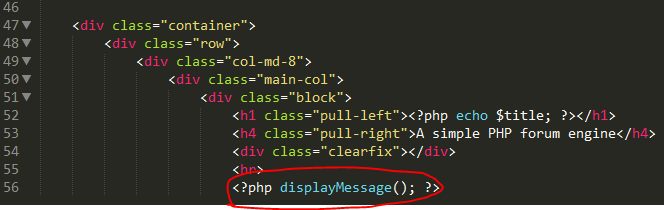 46
47 <div class="container">
48 <div class="row">
49 <div class="col-md-8">
50 <div class="main-col">
51 <div class="block">
52 <h1 class="pull-left"><?php echo $title; ?></h1>
53 <h4 class="pull-right">A simple PHP forum engine</h4>
54 <div class="clearfix"></div>
55 <hr>
56 <?php displayMessage(); ?>